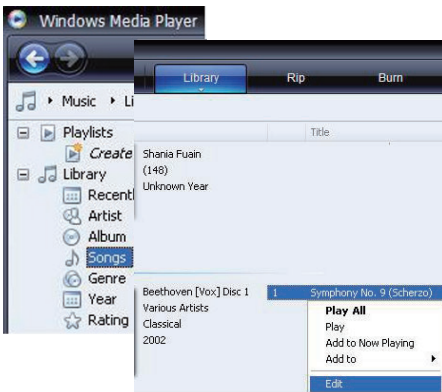 Windows Media Player
Music Li
Playlists
Create
Library
Recentl
Artist
Album
Songs
Genre
Year
Rating
Library Rip Burn
Title
Shania Fuain
(148)
Unknown Year
Beethoven [Vox] Disc 1 1 Symphony No. 9 (Scherzo)
Various Artists
Classical
2002
Play All
Play
Add to Now Playing
Add to
Edit